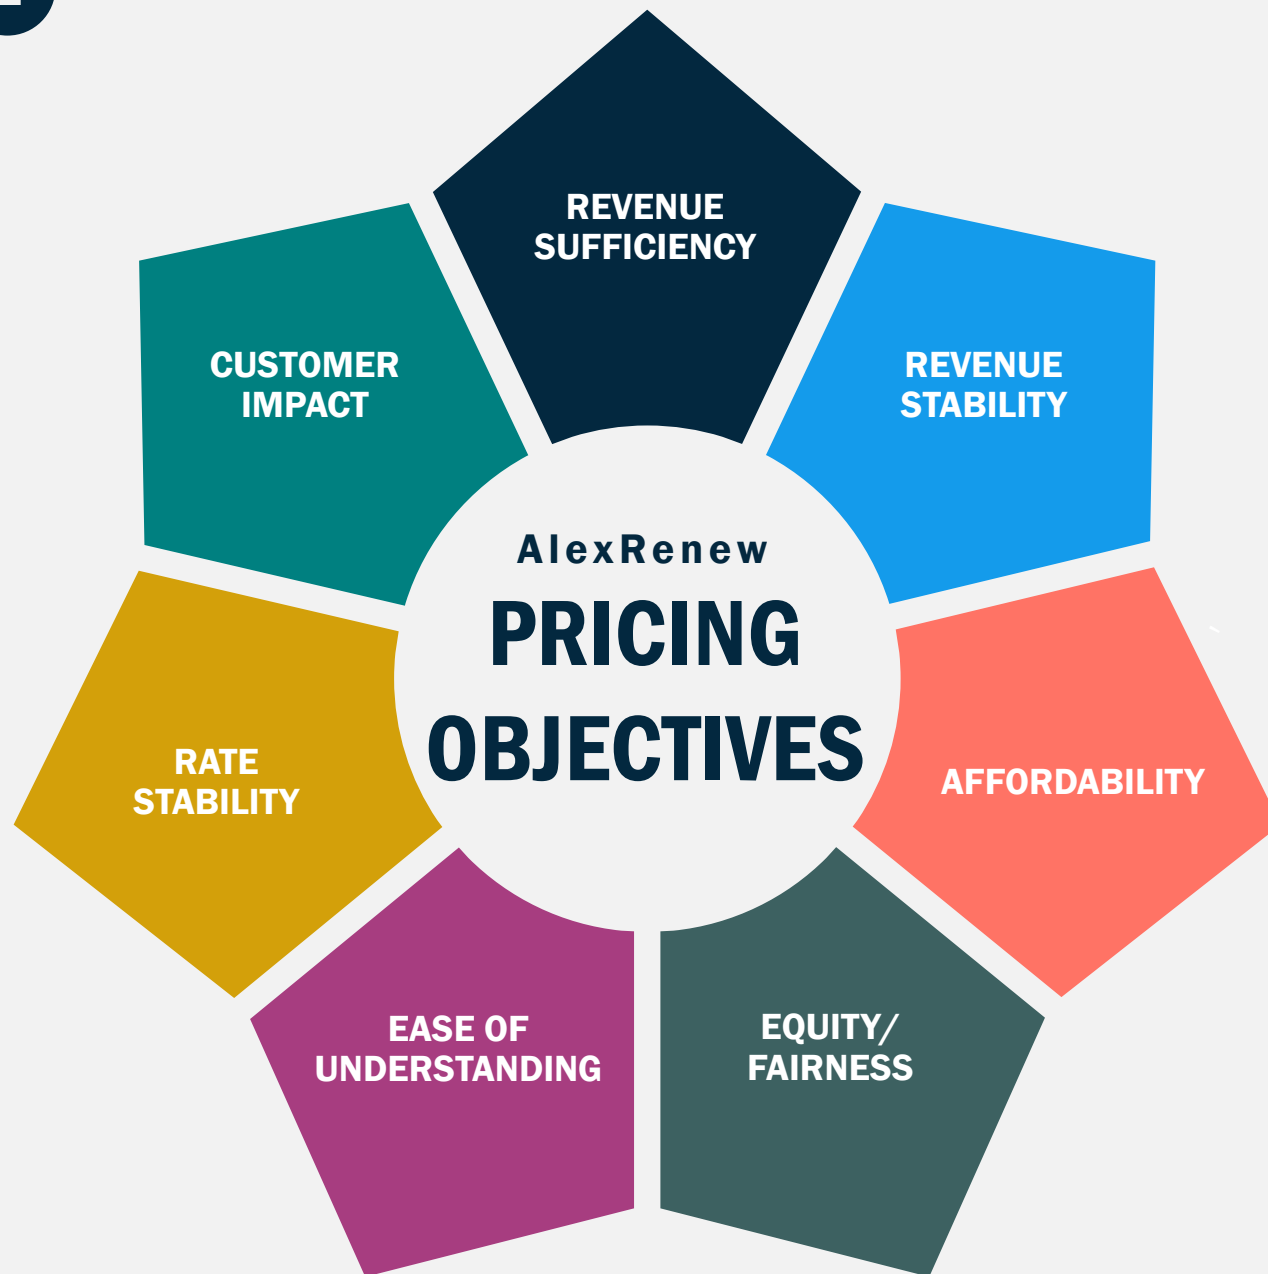 REVENUE
SUFFICIENCY
CUSTOMER
IMPACT
REVENUE
STABILITY
AlexRenew
PRICING
OBJECTIVES
RATE
STABILITY
AFFORDABILITY
EASE OF
UNDERSTANDING
EQUITY/
FAIRNESS